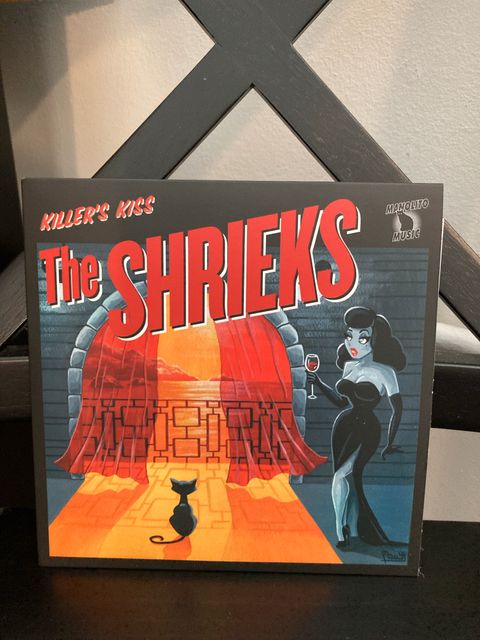 KILLER'S KISS
MANOLITO
MUSIC
The SHRIEKS